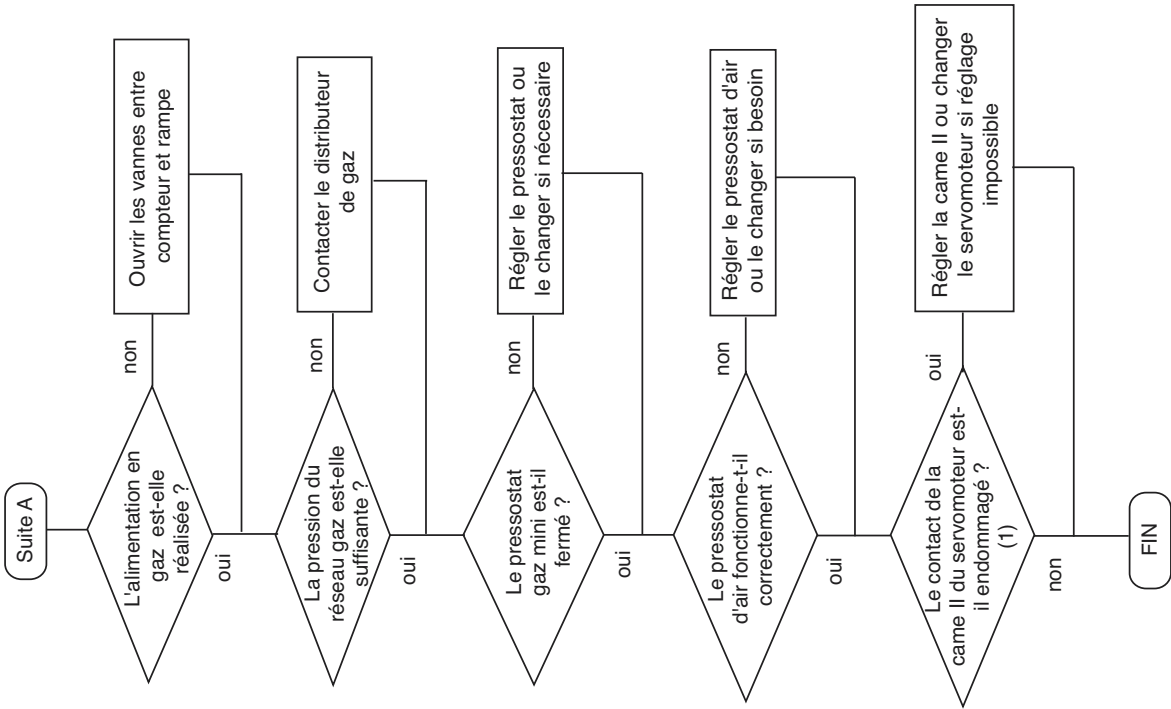 Suite A
L'alimentation en
gaz est-elle
réalisée ?
non
Ouvrir les vannes entre
compteur et rampe
oui
La pression du
réseau gaz est-elle
suffisante ?
non
Contacter le distributeur
de gaz
oui
Le pressostat
gaz mini est-il
fermé ?
non
Régler le pressostat ou
le changer si nécessaire
oui
Le pressostat
d'air fonctionne-t-il
correctement ?
non
Régler le pressostat d'air
ou le changer si besoin
oui
Le contact de la
came II du servomoteur est-
il endommagé ?
(1)
oui
Régler la came II ou changer
le servomoteur si réglage
impossible
non
FIN